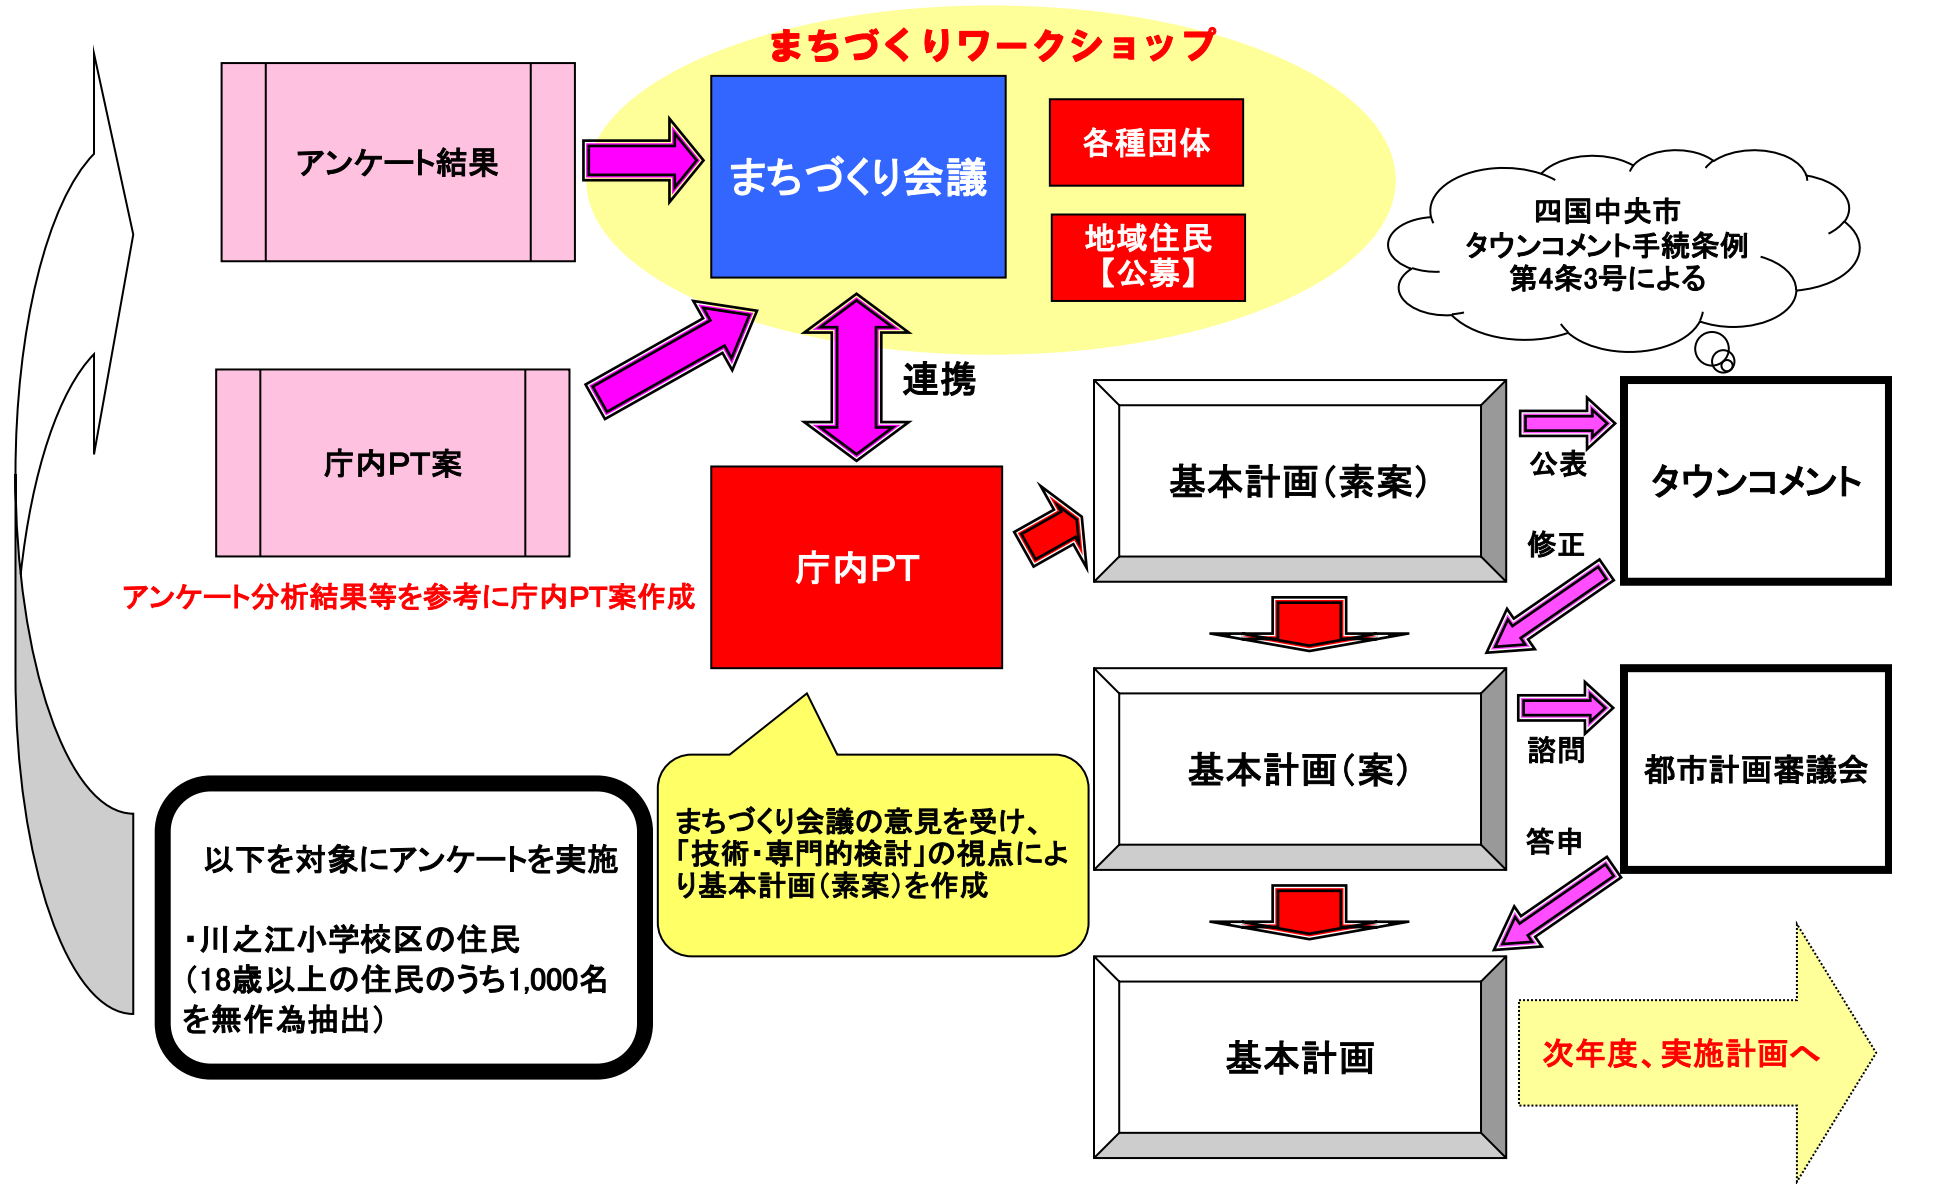 まちづくりワークショップ
アンケート結果
まちづくり会議
各種団体
地域住民
【公募】
四国中央市
タウンコメント手続条例
第4条3号による
連携
庁内PT案
アンケート分析結果等を参考に庁内PT案作成
庁内PT
基本計画（素案）
公表
タウンコメント
修正
基本計画（案）
諮問
都市計画審議会
答申
まちづくり会議の意見を受け、
「技術・専門的検討」の視点によ
り基本計画（素案）を作成
以下を対象にアンケートを実施
・川之江小学校区の住民
（18歳以上の住民のうち1,000名
を無作為抽出）
基本計画
次年度、実施計画へ